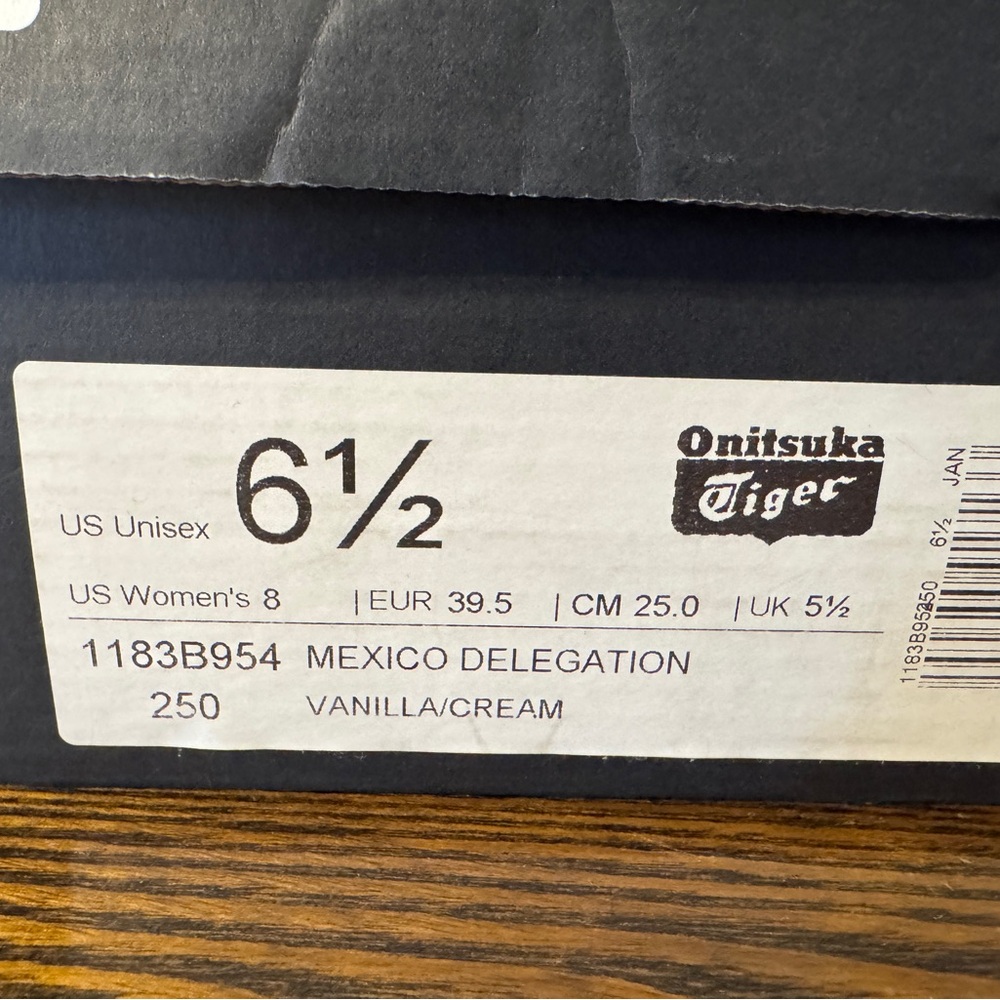 Onitsuka
Tiger
US Unisex 6½
US Women's 8 | EUR 39.5 | CM 25.0 | UK 5½
1183B954 MEXICO DELEGATION
250 VANILLA/CREAM
6½ JAN